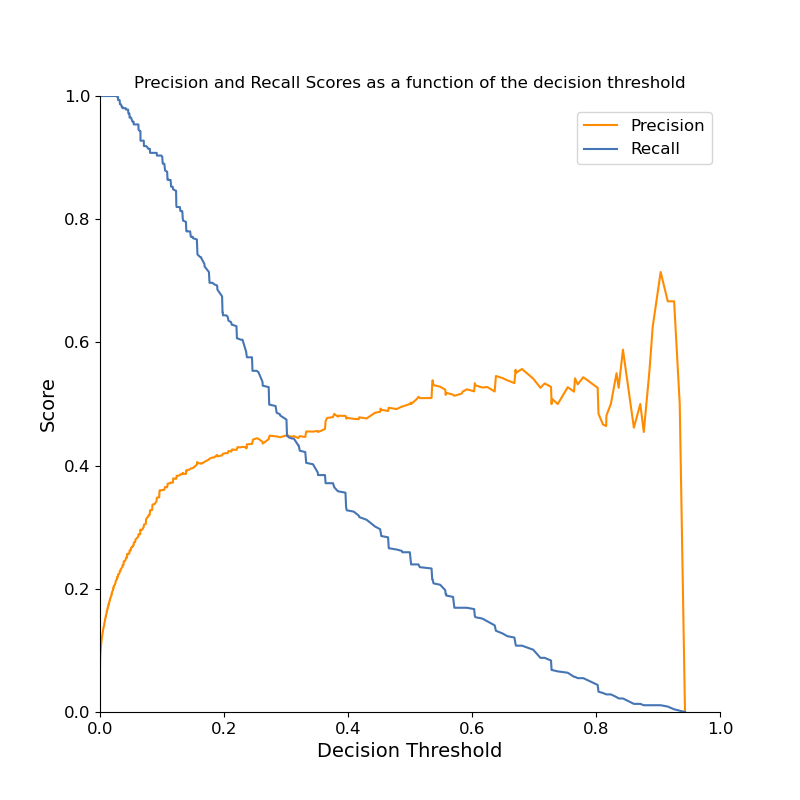 Precision and Recall Scores as a function of the decision threshold
Precision
Recall
1.0
0.8
0.6
0.4
0.2
0.0
Score
0.0 0.2 0.4 0.6 0.8 1.0
Decision Threshold